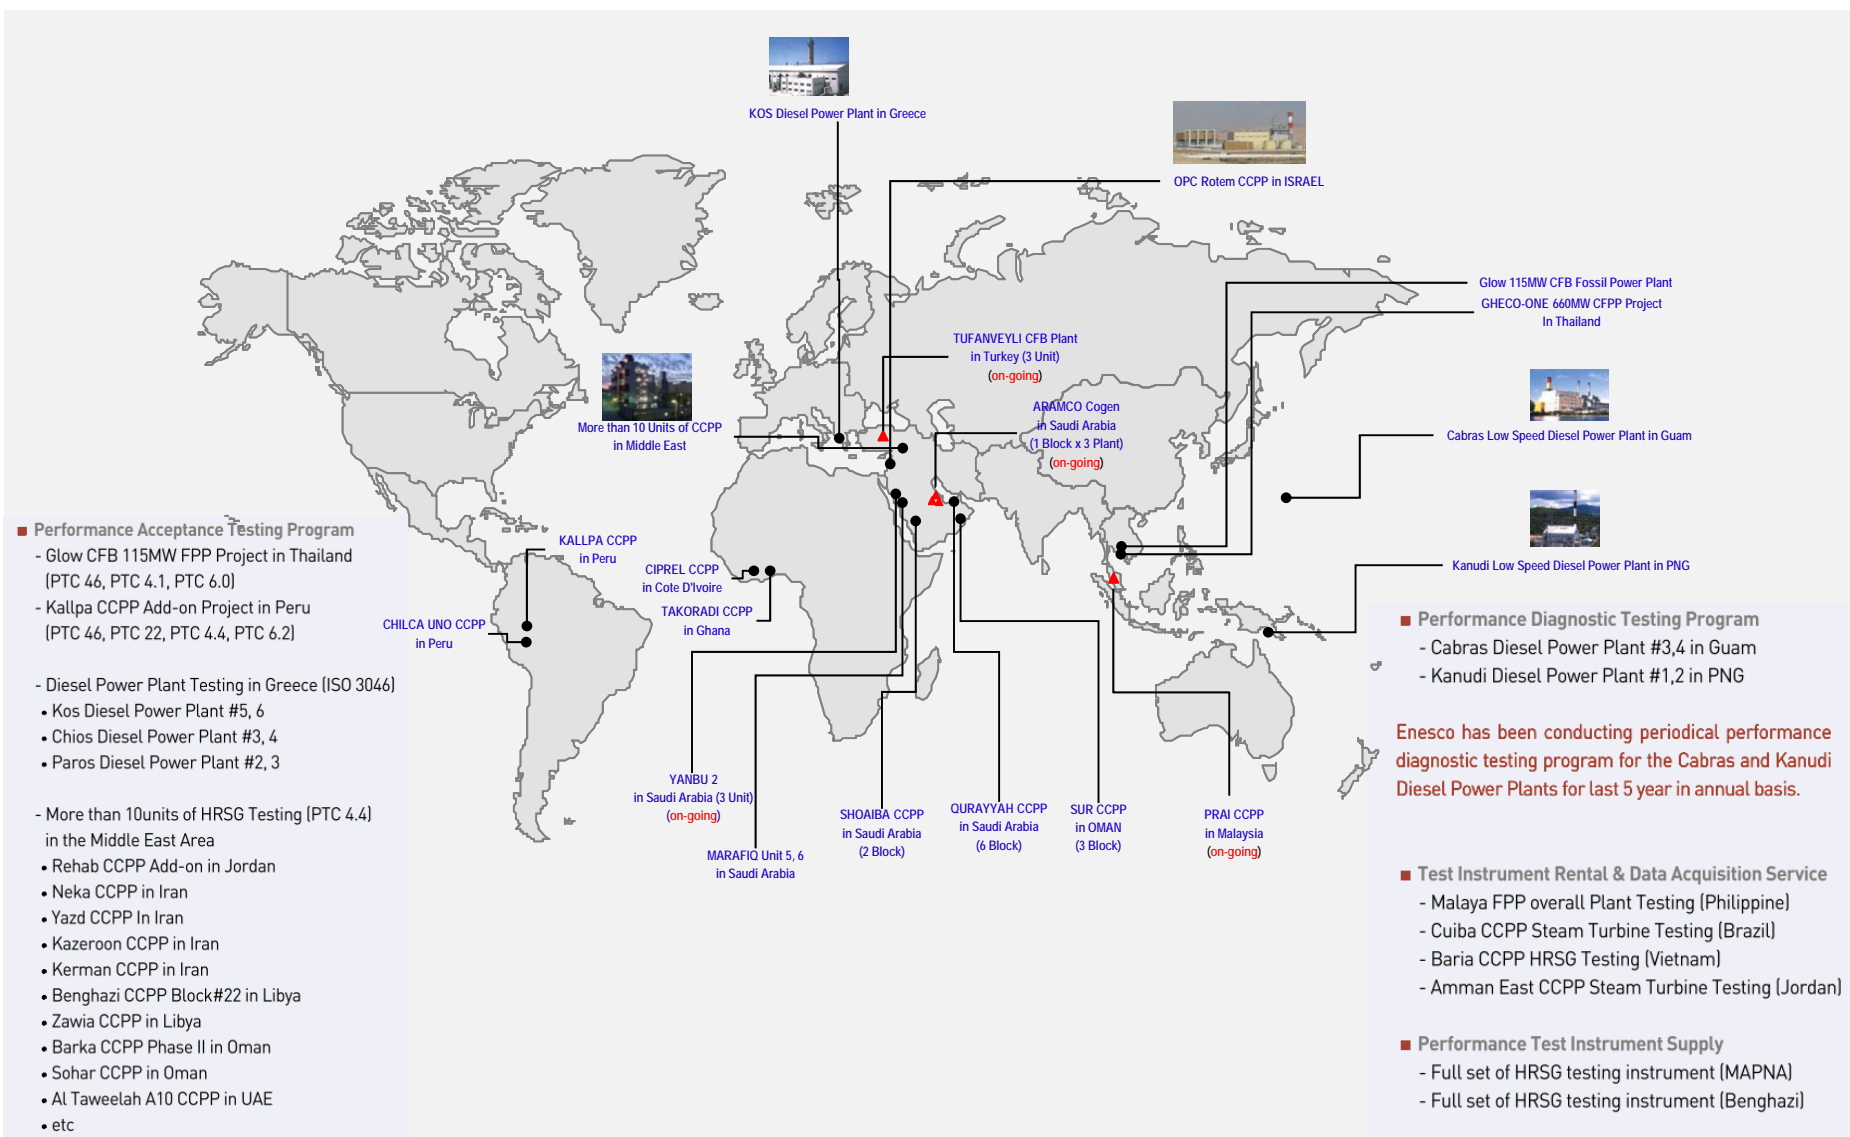 KOS Diesel Power Plant in Greece
OPC Rotem CCPP in ISRAEL
Glow 115MW CFB Fossil Power Plant
GHECO-ONE 660MW CFPP Project
In Thailand
TUFANVEYLI CFB Plant
in Turkey (3 Unit)
(on-going)
ARAMCO Cogen
in Saudi Arabia
(1 Block x 3 Plant)
(on-going)
More than 10 Units of CCPP
in Middle East
Cabras Low Speed Diesel Power Plant in Guam
Kanudi Low Speed Diesel Power Plant in PNG
KALLPA CCPP
in Peru
CIPREL CCPP
in Cote D'Ivoire
TAKORADI CCPP
in Ghana
CHILCA UNO CCPP
in Peru
YANBU 2
in Saudi Arabia (3 Unit)
(on-going)
MARAFIQ Unit 5, 6
in Saudi Arabia
SHOAIBA CCPP
in Saudi Arabia
(2 Block)
QURAYYAH CCPP
in Saudi Arabia
(6 Block)
SUR CCPP
in OMAN
(3 Block)
PRAI CCPP
in Malaysia
(on-going)
■ Performance Acceptance Testing Program
- Glow CFB 115MW FPP Project in Thailand
(PTC 46, PTC 4.1, PTC 6.0)
- Kallpa CCPP Add-on Project in Peru
(PTC 46, PTC 22, PTC 4.4, PTC 6.2)
- Diesel Power Plant Testing in Greece (ISO 3046)
• Kos Diesel Power Plant #5, 6
• Chios Diesel Power Plant #3, 4
• Paros Diesel Power Plant #2, 3
- More than 10units of HRSG Testing (PTC 4.4)
in the Middle East Area
• Rehab CCPP Add-on in Jordan
• Neka CCPP in Iran
• Yazd CCPP In Iran
• Kazeroon CCPP in Iran
• Kerman CCPP in Iran
• Benghazi CCPP Block#22 in Libya
• Zawia CCPP in Libya
• Barka CCPP Phase II in Oman
• Sohar CCPP in Oman
• Al Taweelah A10 CCPP in UAE
• etc
■ Performance Diagnostic Testing Program
- Cabras Diesel Power Plant #3,4 in Guam
- Kanudi Diesel Power Plant #1,2 in PNG
Enesco has been conducting periodical performance
diagnostic testing program for the Cabras and Kanudi
Diesel Power Plants for last 5 year in annual basis.
■ Test Instrument Rental & Data Acquisition Service
- Malaya FPP overall Plant Testing (Philippine)
- Cuiba CCPP Steam Turbine Testing (Brazil)
- Baria CCPP HRSG Testing (Vietnam)
- Amman East CCPP Steam Turbine Testing (Jordan)
■ Performance Test Instrument Supply
- Full set of HRSG testing instrument (MAPNA)
- Full set of HRSG testing instrument (Benghazi)